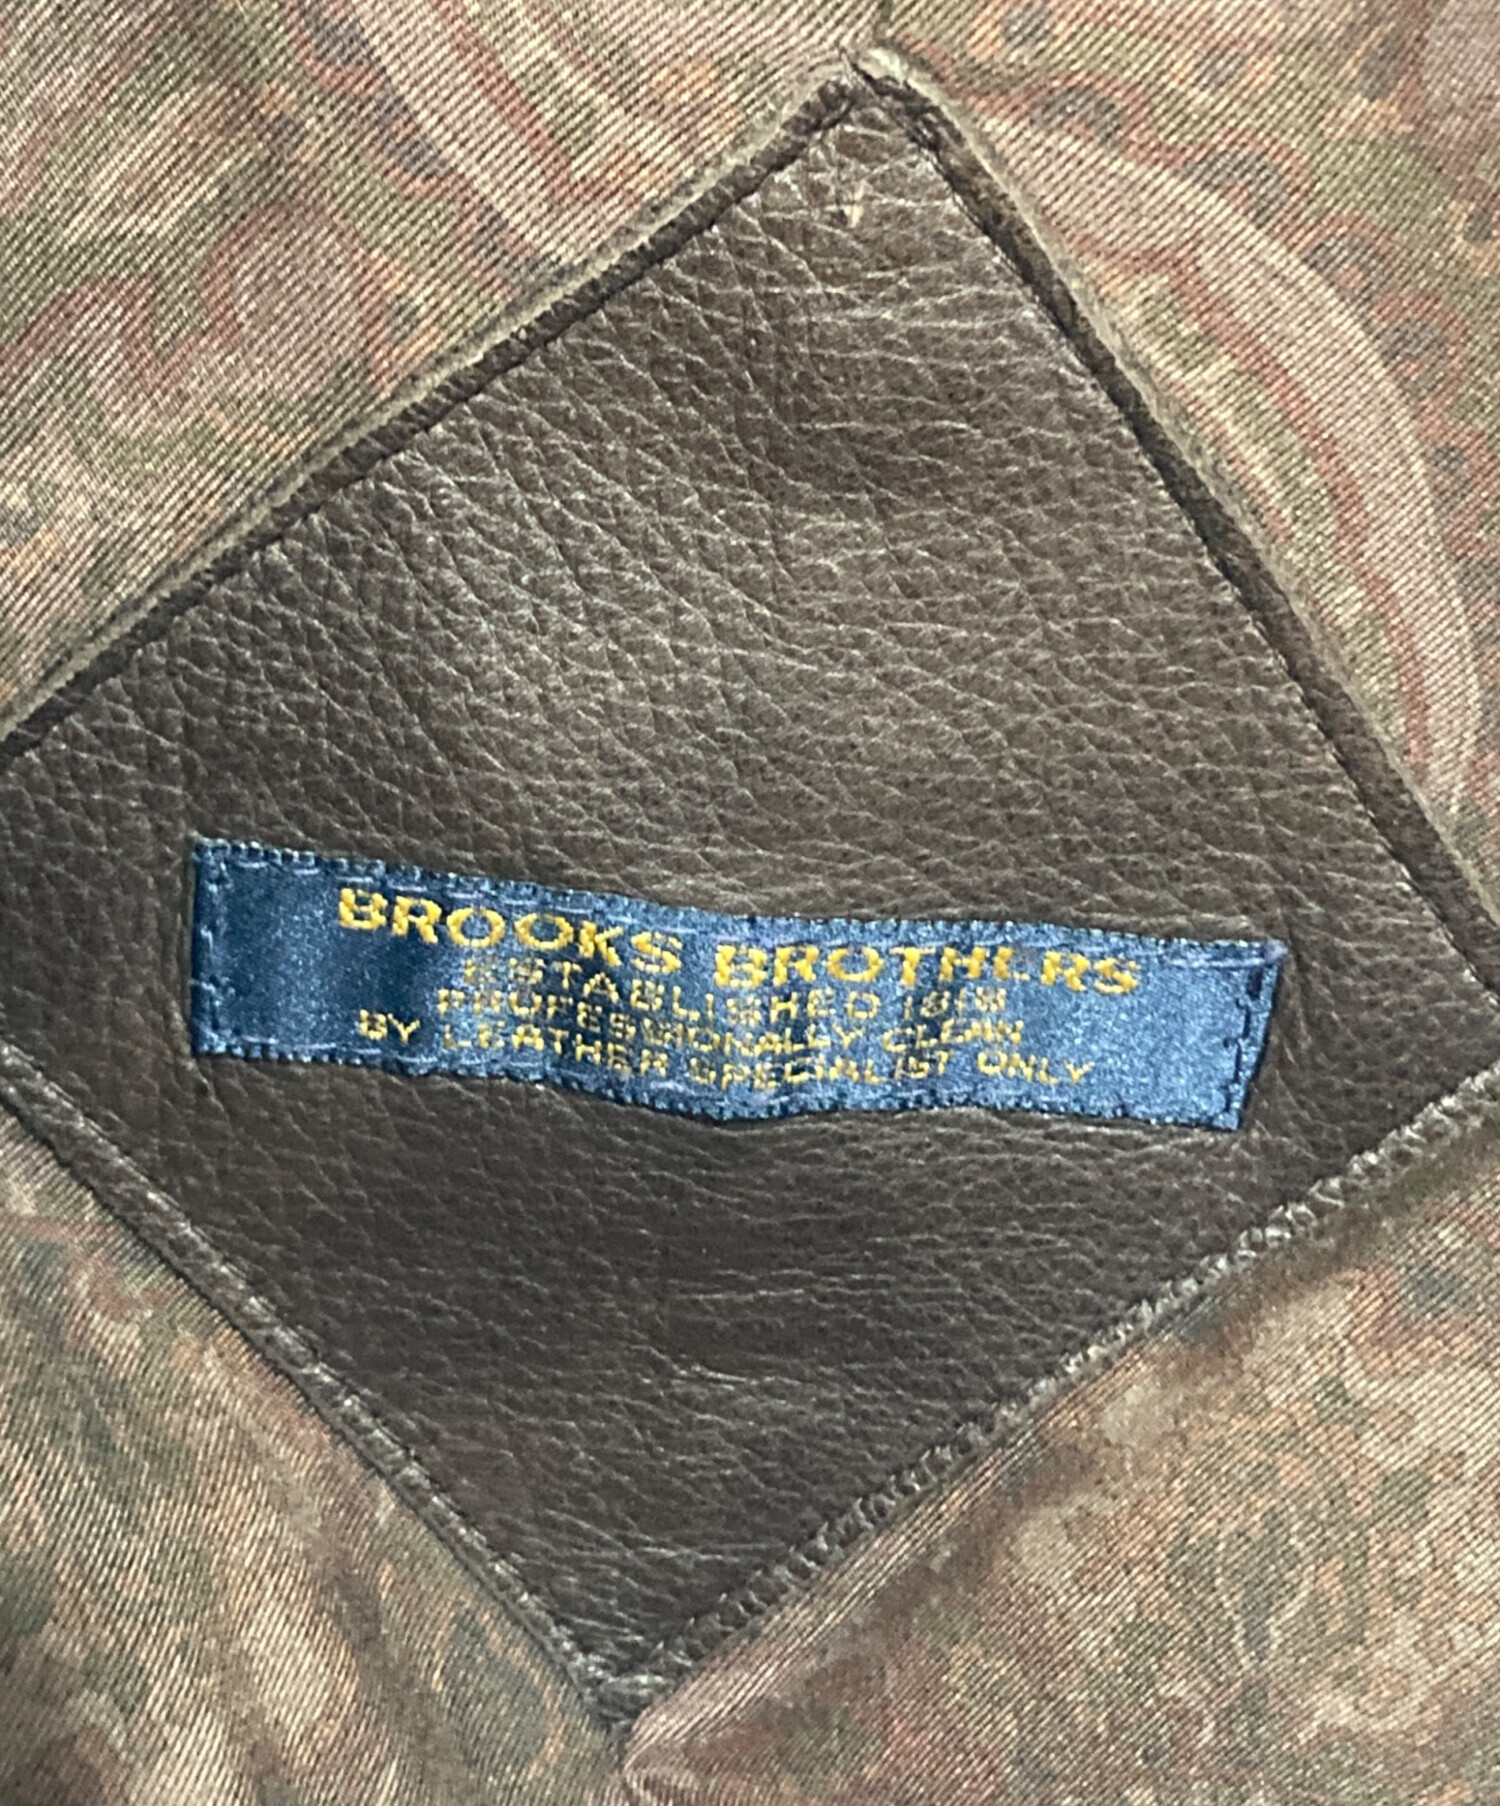 BROOKS BROTHERS
ESTABLISHED 1818
PROFESSIONALLY CLEAN
BY LEATHER SPECIALIST ONLY